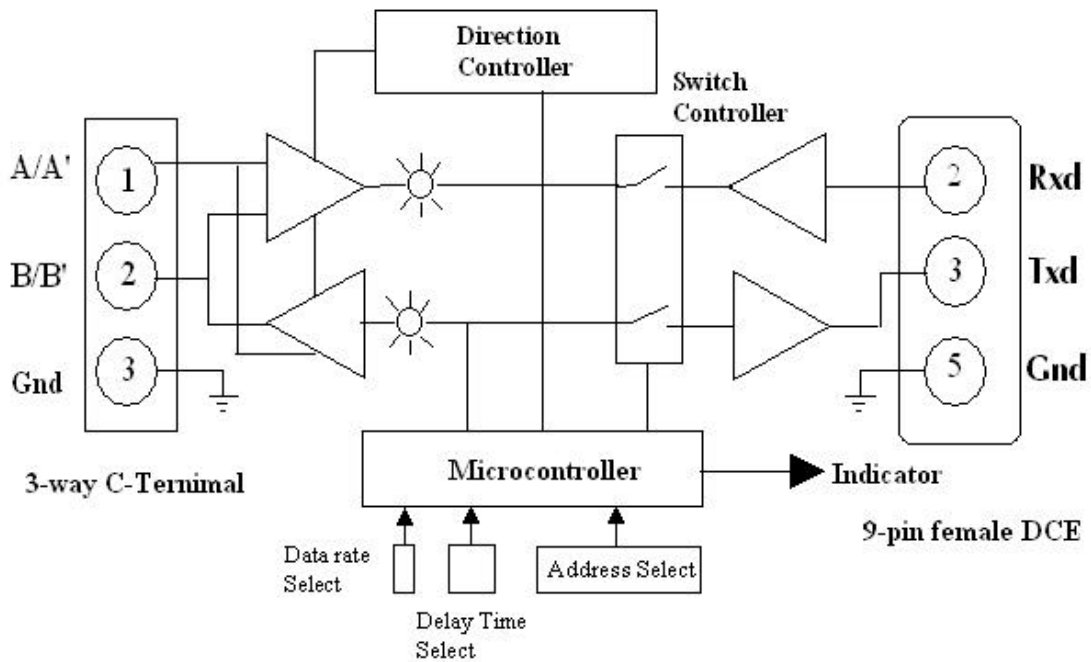 Direction
Controller
Switch
Controller
A/A'
1
2
Rxd
B/B'
2
3
Txd
Gnd
3
5
Gnd
Microcontroller
Indicator
3-way C-Ternimal
9-pin female DCE
Data rate
Select
Delay Time
Select
Address Select